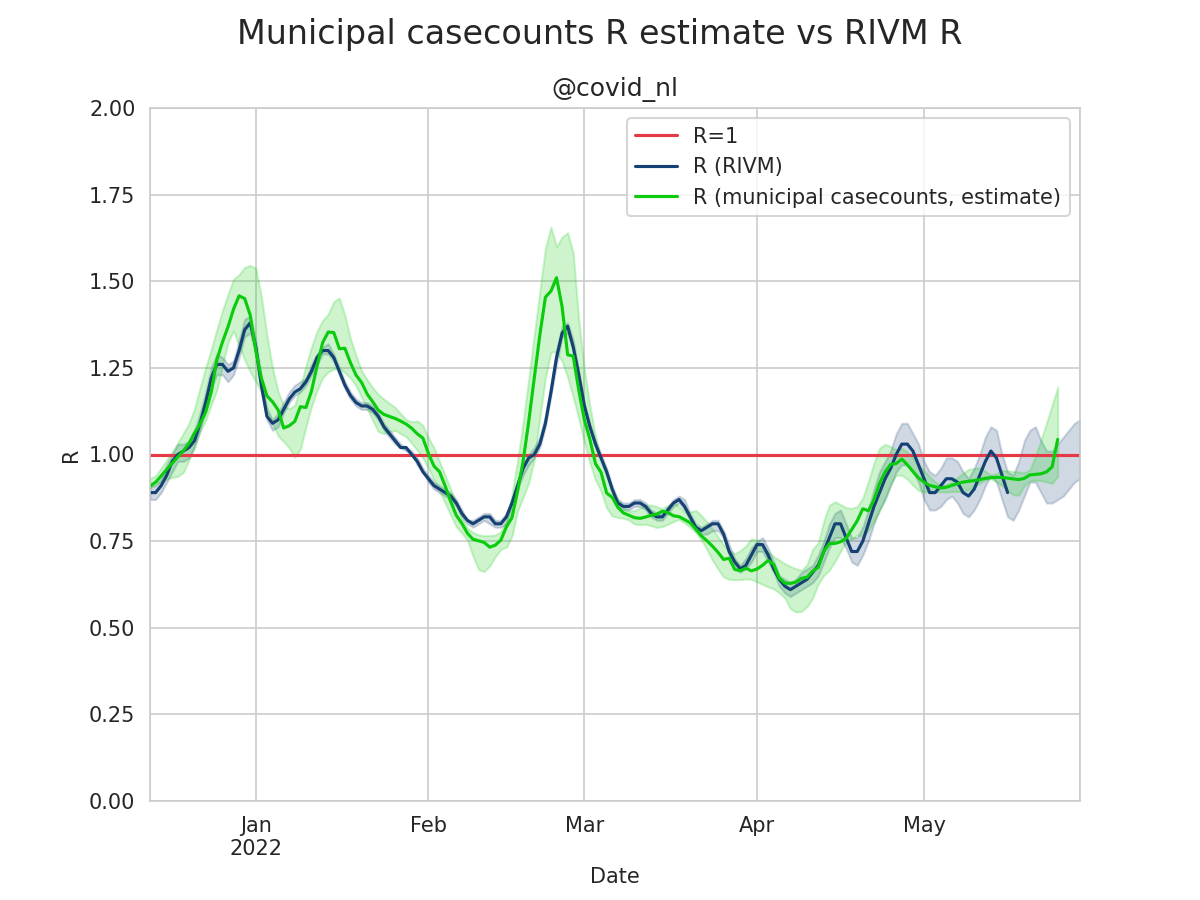 Municipal casecounts R estimate vs RIVM R
@covid_nl
2.00
R=1
R (RIVM)
1.75
R (municipal casecounts, estimate)
1.50
1.25
1.00
R
0.75
0.50
0.25
0.00
Jan Feb Mar Apr May
2022
Date